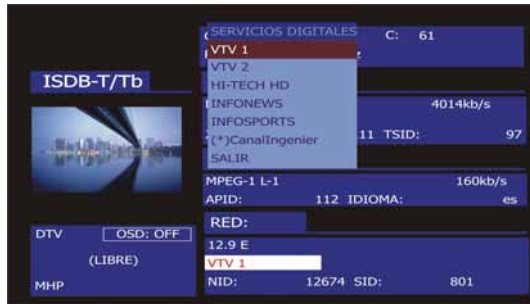 SERVICIOS DIGITALES
C: 61
VTV 1
VTV 2
ISDB-T/Tb
HI-TECH HD
INFONEWS
4014kb/s
INFOSPORTS
(*)CanalIngenier
11 TSID: 97
SALIR
MPEG-1 L-1 160kb/s
APID: 112 IDIOMA: es
RED:
DTV OSD: OFF
12.9 E
(LIBRE)
VTV 1
MHP
NID: 12674 SID: 801